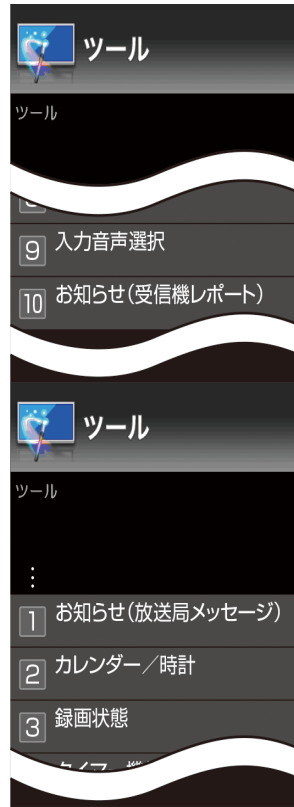 ツール
ツール
9 入力音声選択
10 お知らせ(受信機レポート)
ツール
ツール
⋮
1 お知らせ(放送局メッセージ)
2 カレンダー／時計
3 録画状態